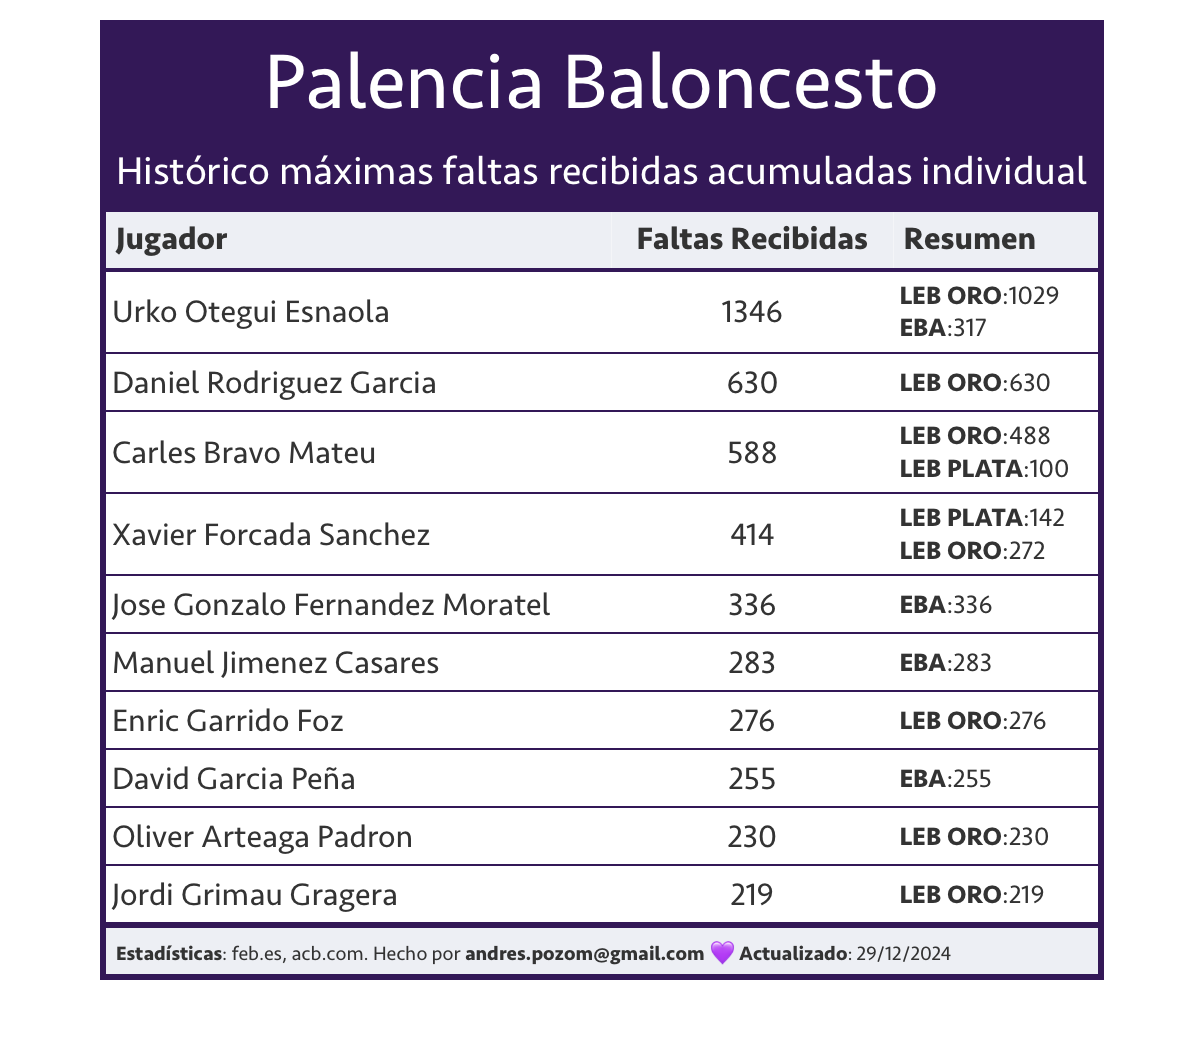 Palencia Baloncesto
Histórico máximas faltas recibidas acumuladas individual
Jugador Faltas Recibidas Resumen
Urko Otegui Esnaola 1346 LEB ORO:1029
EBA:317
Daniel Rodriguez Garcia 630 LEB ORO:630
Carles Bravo Mateu 588 LEB ORO:488
LEB PLATA:100
Xavier Forcada Sanchez 414 LEB PLATA:142
LEB ORO:272
Jose Gonzalo Fernandez Moratel 336 EBA:336
Manuel Jimenez Casares 283 EBA:283
Enric Garrido Foz 276 LEB ORO:276
David Garcia Peña 255 EBA:255
Oliver Arteaga Padron 230 LEB ORO:230
Jordi Grimau Gragera 219 LEB ORO:219
Estadísticas: feb.es, acb.com. Hecho por andres.pozom@gmail.com 💜 Actualizado: 29/12/2024